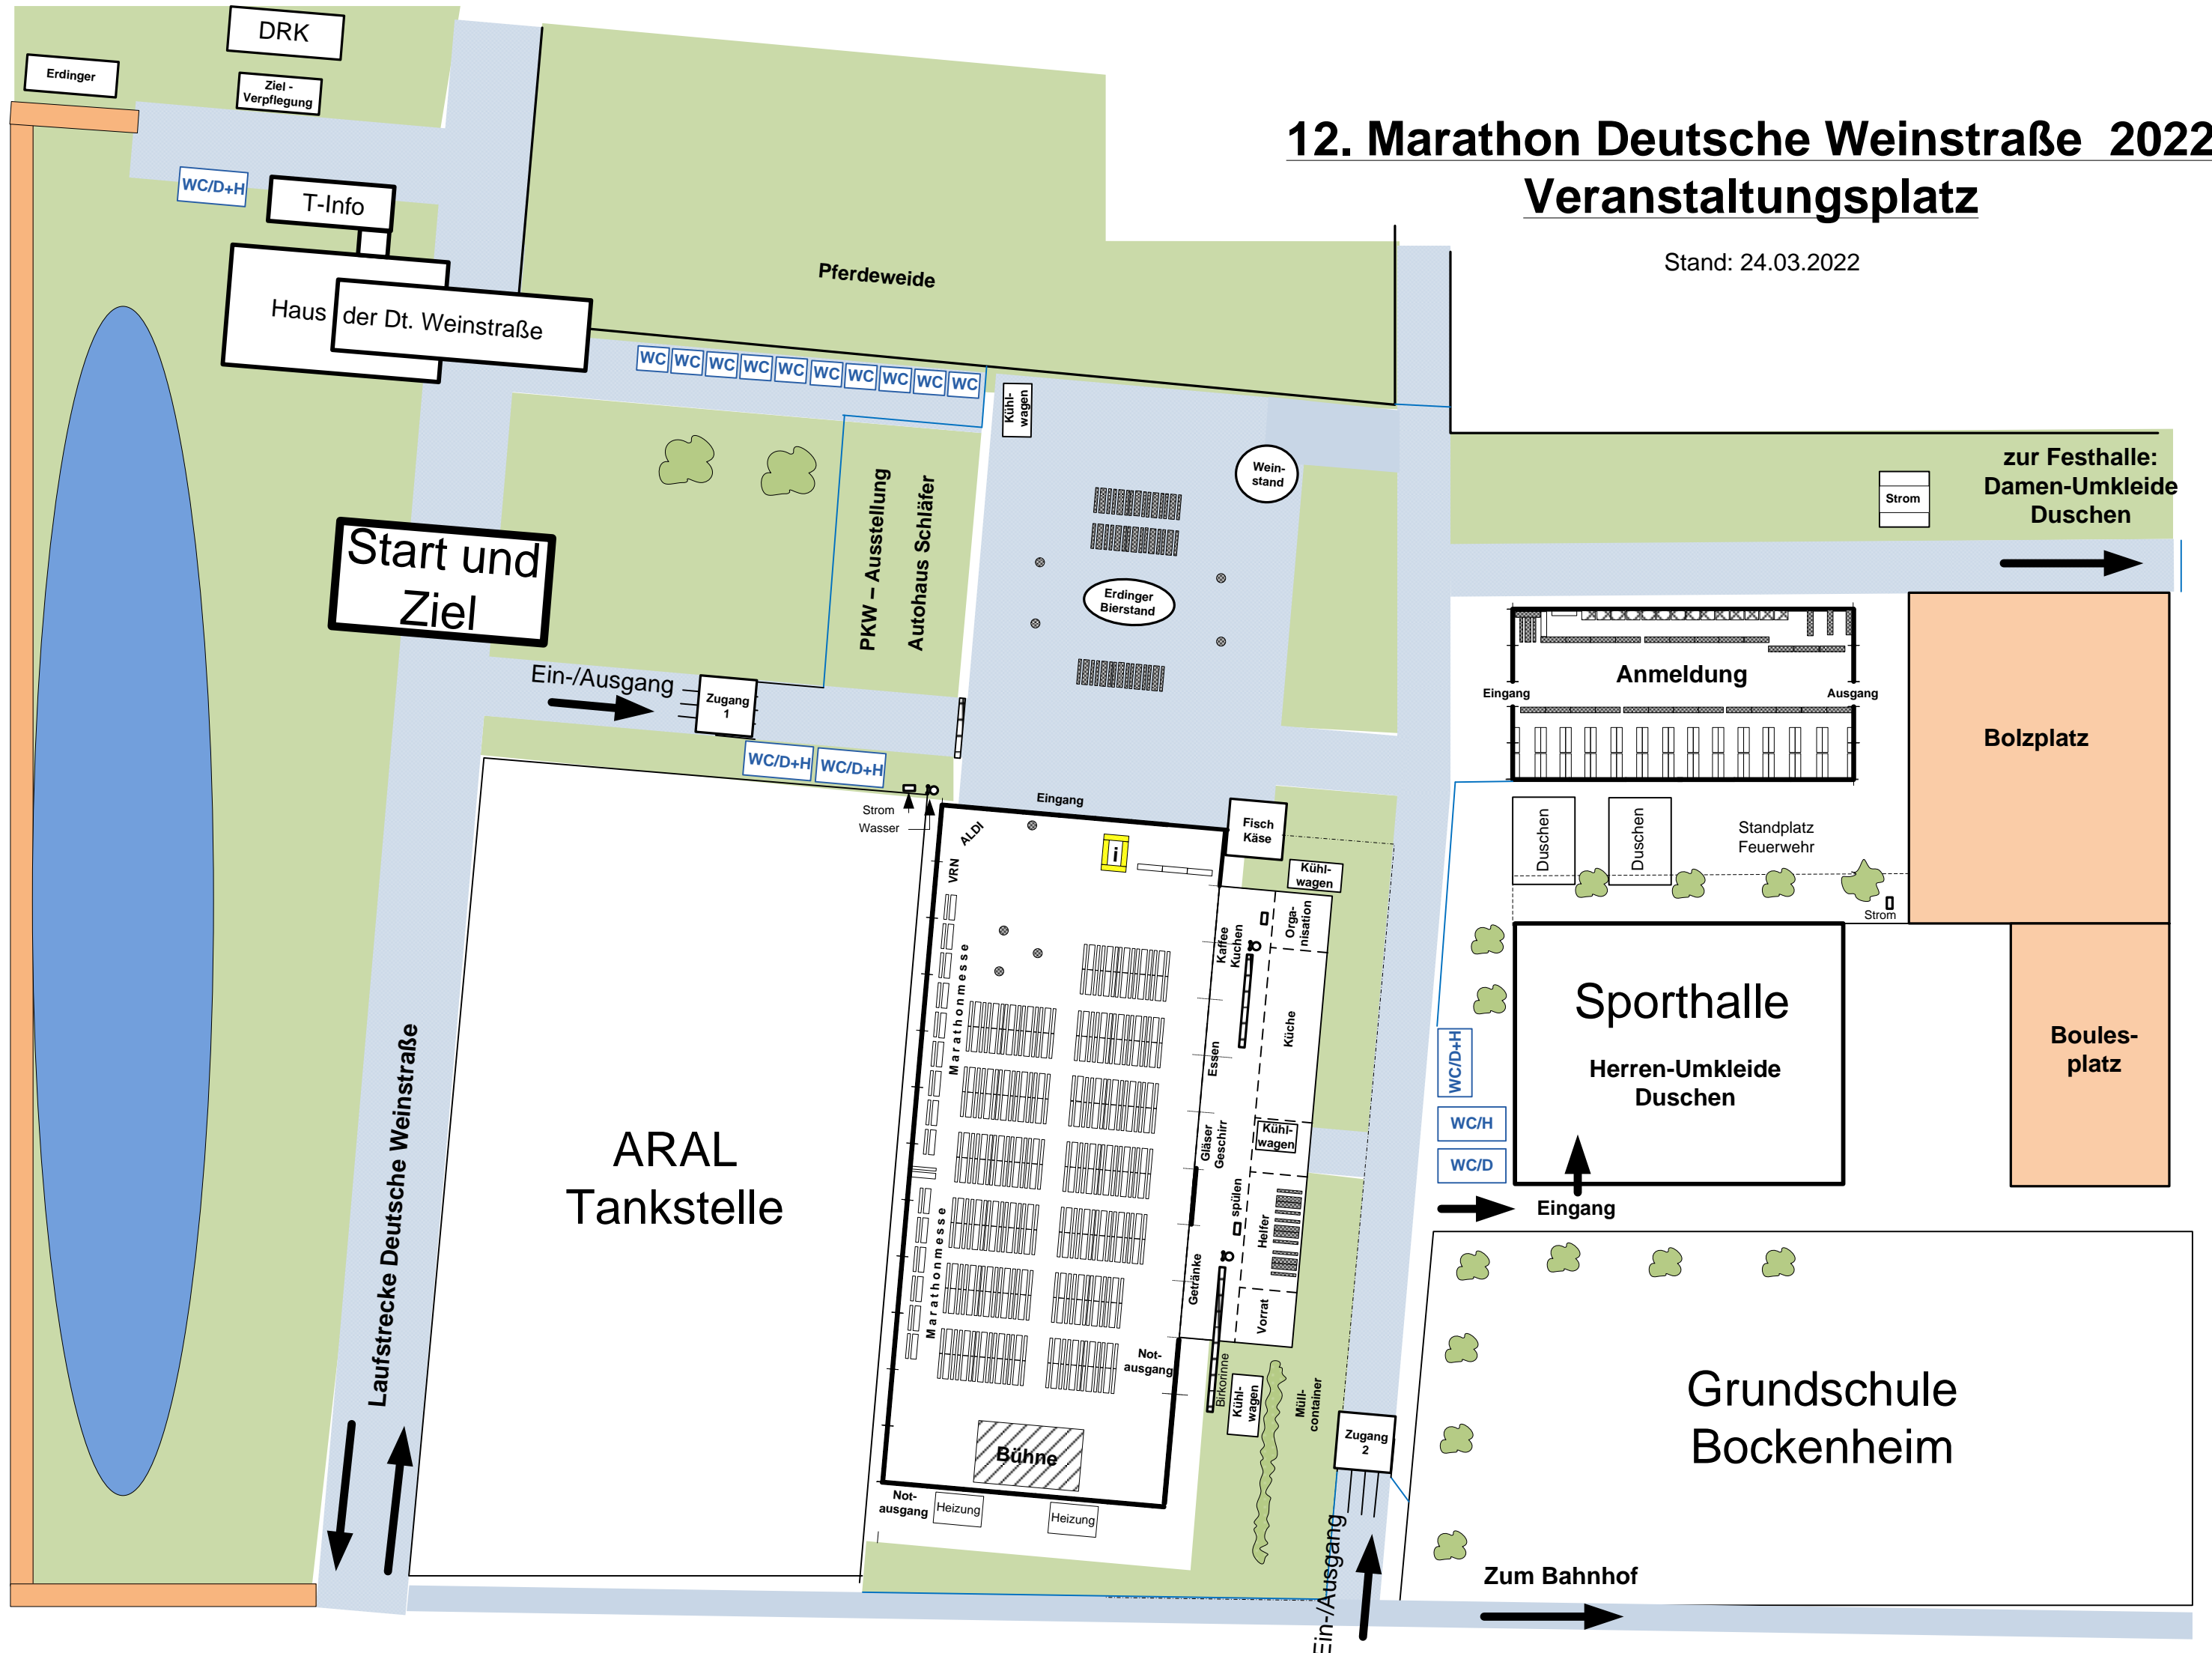 12. Marathon Deutsche Weinstraße 2022
Veranstaltungsplatz
Stand: 24.03.2022
DRK
Erdinger
Ziel -
Verpflegung
WC/D+H
T-Info
Haus der Dt. Weinstraße
Pferdeweide
WC WC WC WC WC WC WC WC WC WC
Kühl-
wagen
Wein-
stand
PKW – Ausstellung
Autohaus Schläfer
Erdinger
Bierstand
Start und
Ziel
Ein-/Ausgang
Zugang
1
WC/D+H WC/D+H
Strom
Wasser
zur Festhalle:
Damen-Umkleide
Duschen
Strom
Anmeldung
Eingang
Ausgang
Bolzplatz
Duschen
Duschen
Standplatz
Feuerwehr
Strom
Sporthalle
Herren-Umkleide
Duschen
Boules-
platz
WC/D+H
WC/H
WC/D
Eingang
Grundschule
Bockenheim
Zum Bahnhof
Laufstrecke Deutsche Weinstraße
ARAL
Tankstelle
Eingang
ALDI
VRN
i
Fisch
Käse
Kühl-
wagen
Kaffee
Kuchen
Orga-
nisation
Marathonmesse
Essen
Küche
Gläser
Geschirr
Kühl-
wagen
spülen
Helfer
Marathonmesse
Getränke
Vorrat
Not-
ausgang
Birkorinne
Kühl-
wagen
Müll-
container
Bühne
Not-
ausgang
Heizung
Heizung
Zugang
2
Ein-/Ausgang